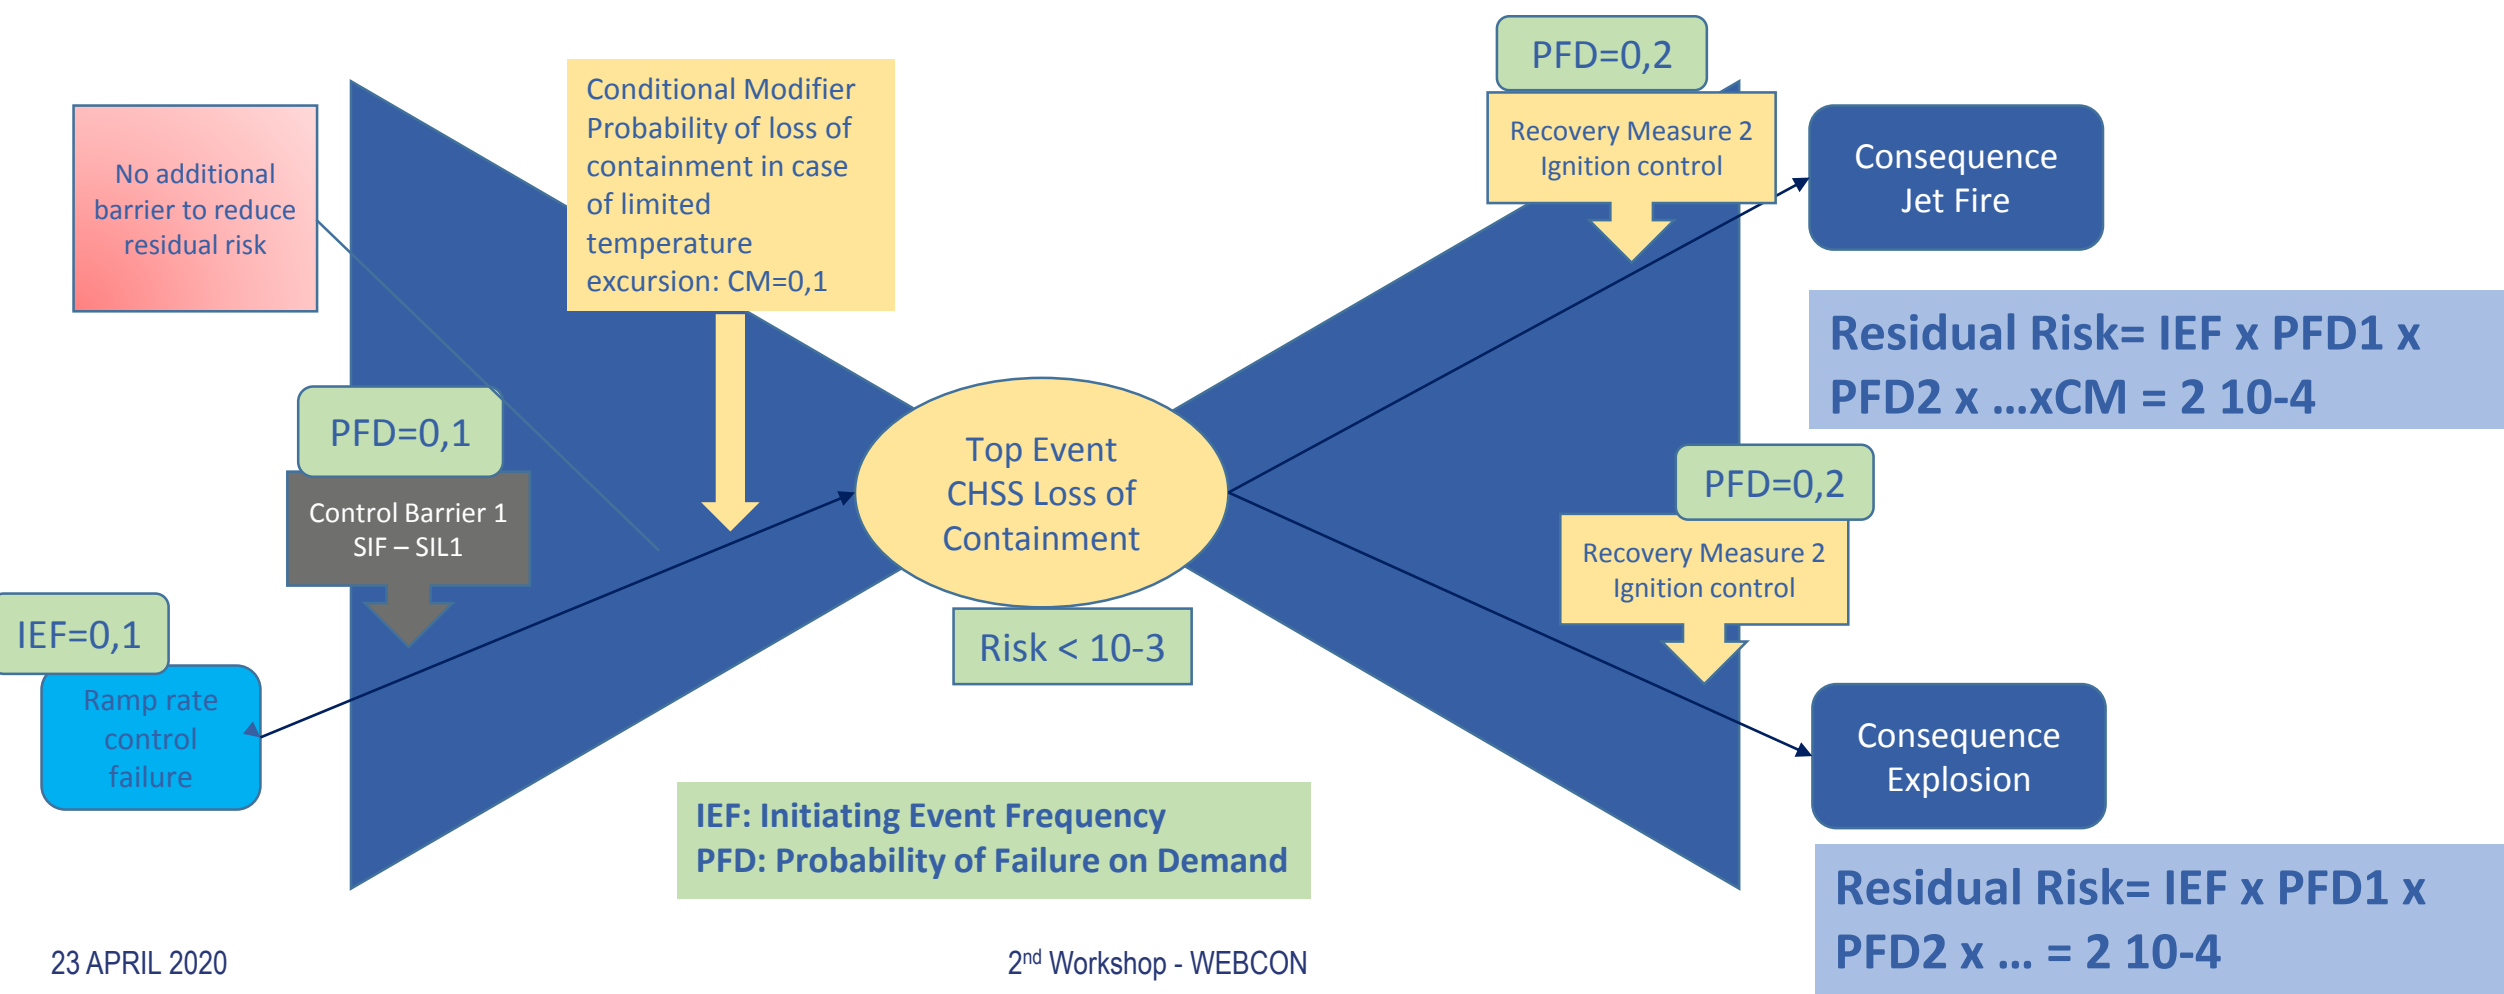 No additional
barrier to reduce
residual risk
Conditional Modifier
Probability of loss of
containment in case
of limited
temperature
excursion: CM=0,1
PFD=0,1
Control Barrier 1
SIF – SIL1
IEF=0,1
Ramp rate
control
failure
Top Event
CHSS Loss of
Containment
Risk < 10-3
PFD=0,2
Recovery Measure 2
Ignition control
Consequence
Jet Fire
Residual Risk= IEF x PFD1 x
PFD2 x ...xCM = 2 10-4
PFD=0,2
Recovery Measure 2
Ignition control
Consequence
Explosion
Residual Risk= IEF x PFD1 x
PFD2 x ... = 2 10-4
IEF: Initiating Event Frequency
PFD: Probability of Failure on Demand
23 APRIL 2020
2nd Workshop - WEBCON